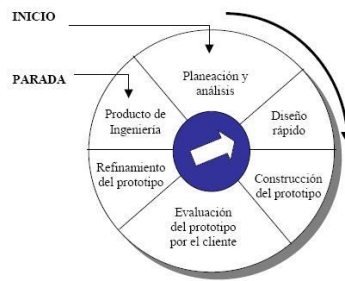 INICIO
PARADA
Planeación y
análisis
Diseño
rápido
Construcción
del prototipo
Evaluación
del prototipo
por el cliente
Refinamiento
del prototipo
Producto de
Ingeniería